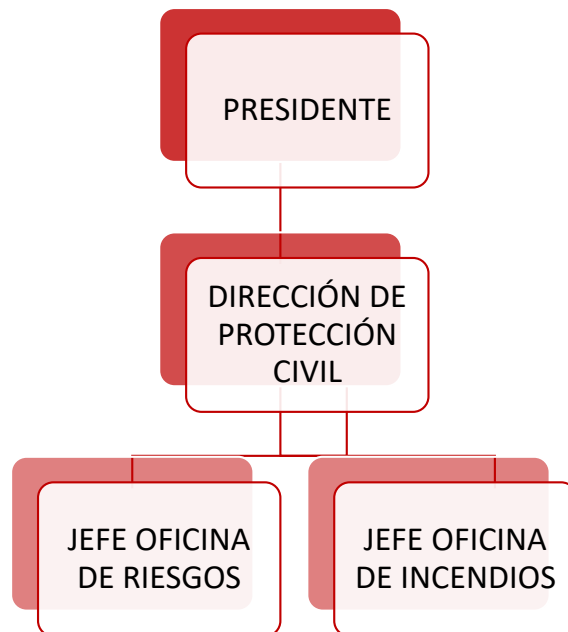 PRESIDENTE
DIRECCIÓN DE
PROTECCIÓN
CIVIL
JEFE OFICINA
DE RIESGOS
JEFE OFICINA
DE INCENDIOS